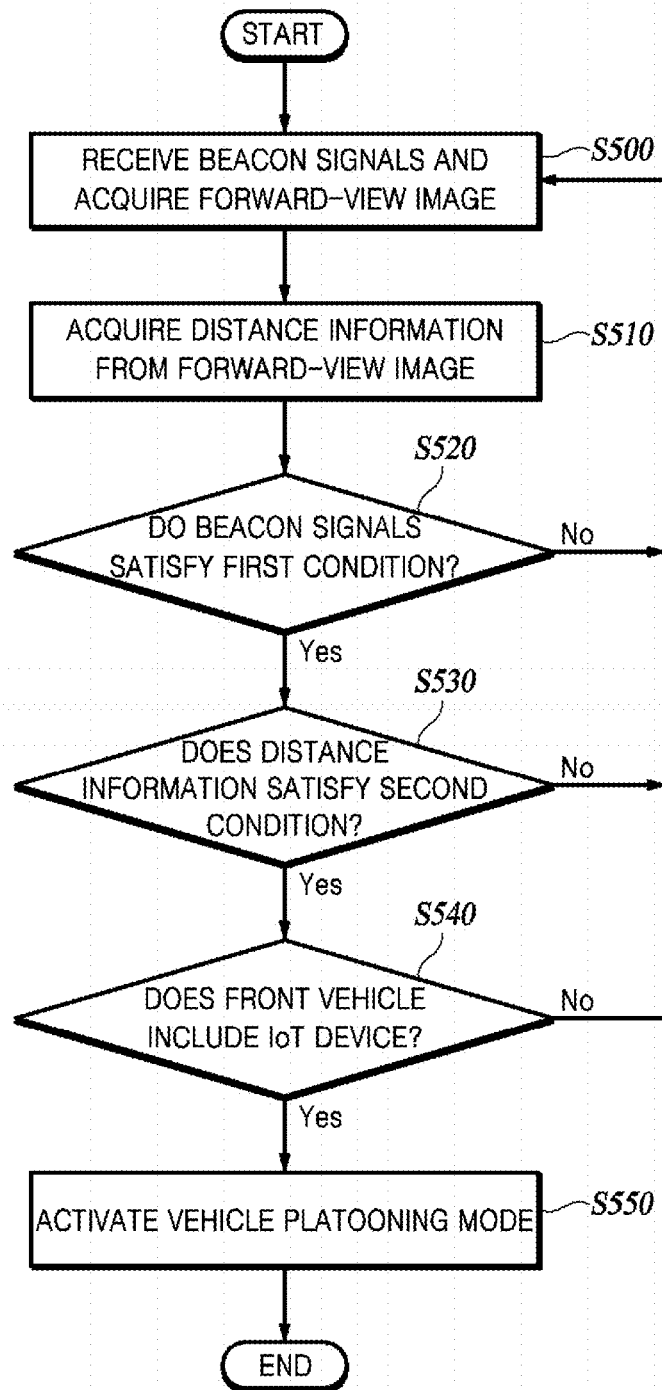 START
RECEIVE BEACON SIGNALS AND
ACQUIRE FORWARD-VIEW IMAGE
S500
ACQUIRE DISTANCE INFORMATION
FROM FORWARD-VIEW IMAGE
S510
S520
DO BEACON SIGNALS
SATISFY FIRST CONDITION?
No
Yes
S530
DOES DISTANCE
INFORMATION SATISFY SECOND
CONDITION?
No
Yes
S540
DOES FRONT VEHICLE
INCLUDE IoT DEVICE?
No
Yes
ACTIVATE VEHICLE PLATOONING MODE
S550
END